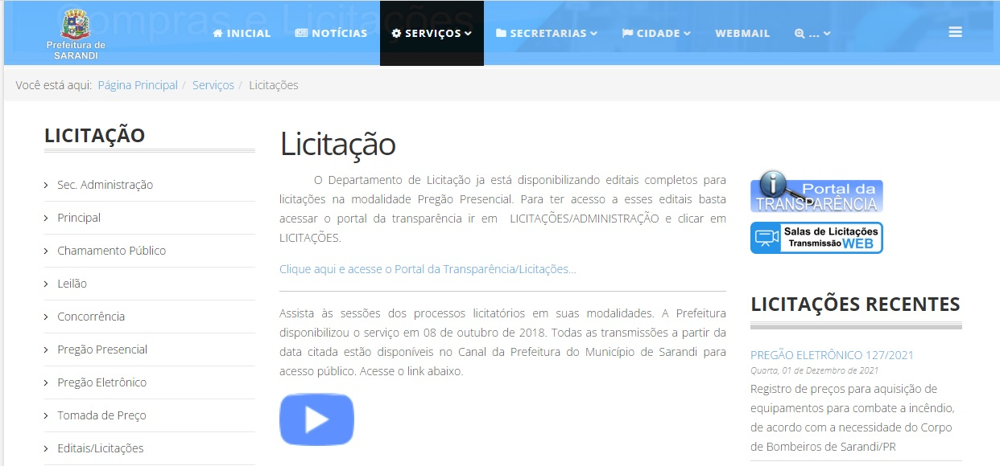 Compras e Licitações
Prefeitura de
SARANDI
INICIAL
NOTÍCIAS
SERVIÇOS
SECRETARIAS
CIDADE
WEBMAIL
...
Você está aqui: Página Principal / Serviços / Licitações
LICITAÇÃO
Sec. Administração
Principal
Chamamento Público
Leilão
Concorrência
Pregão Presencial
Pregão Eletrônico
Tomada de Preço
Editais/Licitações
Licitação
O Departamento de Licitação ja está disponibilizando editais completos para
licitações na modalidade Pregão Presencial. Para ter acesso a esses editais basta
acessar o portal da transparência ir em LICITAÇÕES/ADMINISTRAÇÃO e clicar em
LICITAÇÕES.
Clique aqui e acesse o Portal da Transparência/Licitações...
Assista às sessões dos processos licitatórios em suas modalidades. A Prefeitura
disponibilizou o serviço em 08 de outubro de 2018. Todas as transmissões a partir da
data citada estão disponíveis no Canal da Prefeitura do Município de Sarandi para
acesso público. Acesse o link abaixo.
Portal da
TRANSPARÊNCIA
Salas de Licitações
Transmissão WEB
LICITAÇÕES RECENTES
PREGÃO ELETRÔNICO 127/2021
Quarta, 01 de Dezembro de 2021
Registro de preços para aquisição de
equipamentos para combate a incêndio,
de acordo com a necessidade do Corpo
de Bombeiros de Sarandi/PR